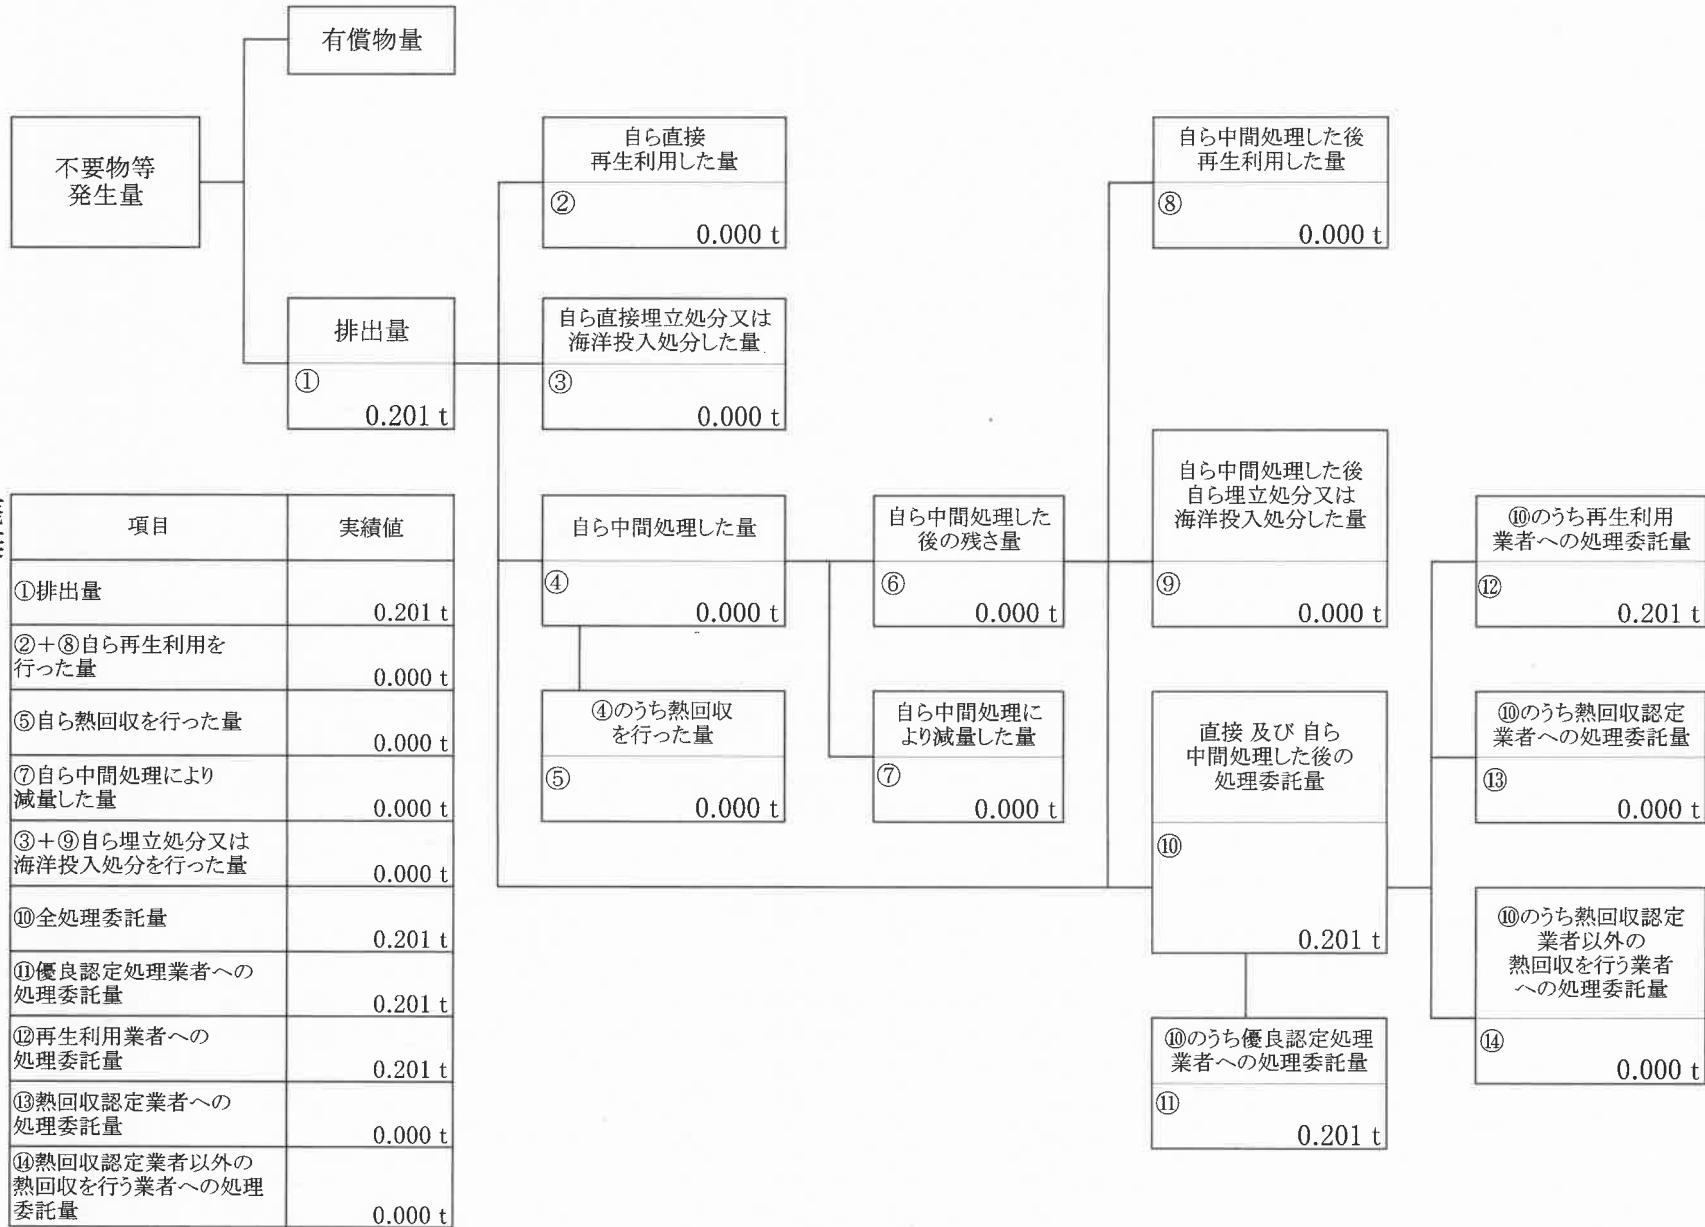 有償物量
不要物等
発生量
自ら直接
再生利用した量
②
0.000 t
自ら中間処理した後
再生利用した量
⑧
0.000 t
排出量
①
0.201 t
自ら直接埋立処分又は
海洋投入処分した量
③
0.000 t
自ら中間処理した量
④
0.000 t
自ら中間処理した
後の残さ量
⑥
0.000 t
自ら中間処理した後
自ら埋立処分又は
海洋投入処分した量
⑨
0.000 t
⑩のうち再生利用
業者への処理委託量
⑫
0.201 t
④のうち熱回収
を行った量
⑤
0.000 t
自ら中間処理に
より減量した量
⑦
0.000 t
直接 及び 自ら
中間処理した後の
処理委託量
⑩
0.201 t
⑩のうち熱回収認定
業者への処理委託量
⑬
0.000 t
⑩のうち熱回収認定
業者以外の
熱回収を行う業者
への処理委託量
⑭
0.000 t
⑩のうち優良認定処理
業者への処理委託量
⑪
0.201 t
項目 実績値
①排出量
0.201 t
②+⑧自ら再生利用を
行った量
0.000 t
⑤自ら熱回収を行った量
0.000 t
⑦自ら中間処理により
減量した量
0.000 t
③+⑨自ら埋立処分又は
海洋投入処分を行った量
0.000 t
⑩全処理委託量
0.201 t
⑪優良認定処理業者への
処理委託量
0.201 t
⑫再生利用業者への
処理委託量
0.201 t
⑬熱回収認定業者への
処理委託量
0.000 t
⑭熱回収認定業者以外の
熱回収を行う業者への処理
委託量
0.000 t